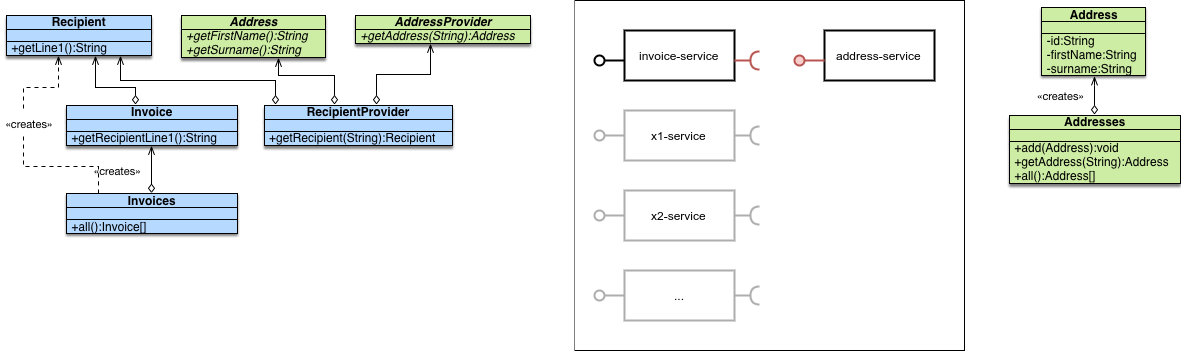 Recipient
+getLine1():String
Address
+getFirstName():String
+getSurname():String
AddressProvider
+getAddress(String):Address
«creates»
Invoice
+getRecipientLine1():String
RecipientProvider
+getRecipient(String):Recipient
«creates»
Invoices
+all():Invoice[]
invoice-service
address-service
x1-service
x2-service
...
Address
-id:String
-firstName:String
-surname:String
«creates»
Addresses
+add(Address):void
+getAddress(String):Address
+all():Address[]